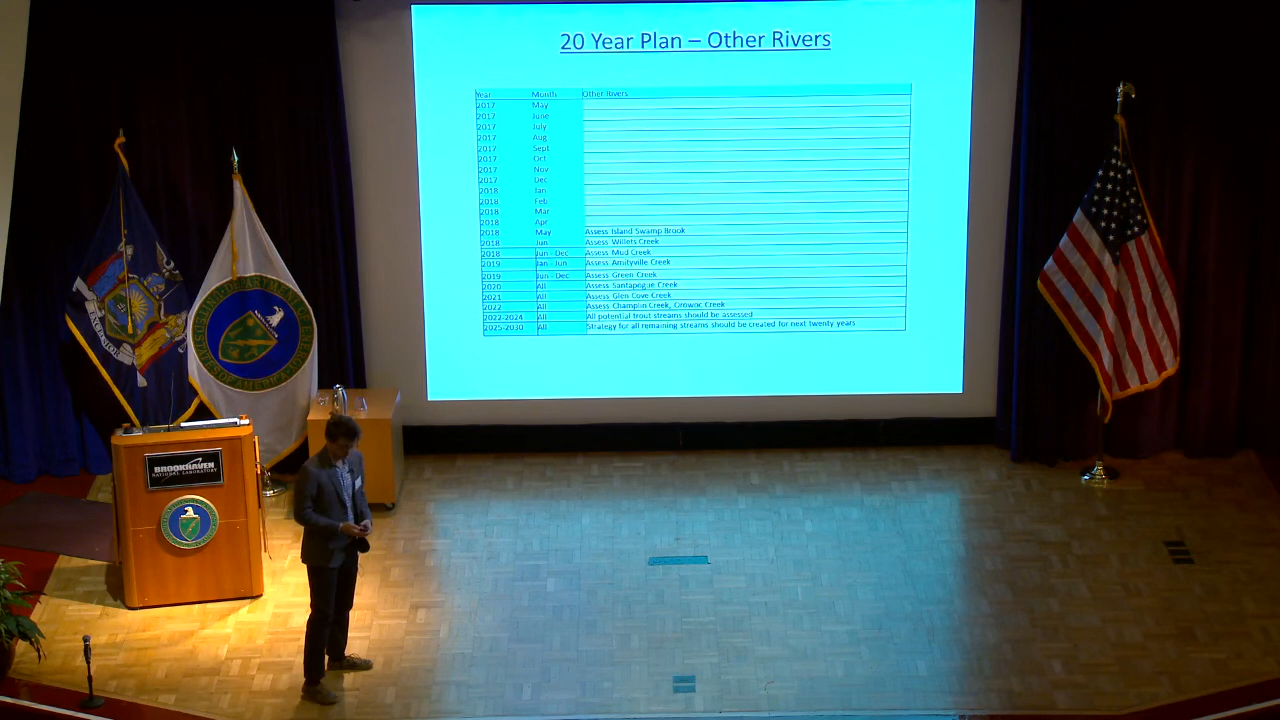 20 Year Plan – Other Rivers
Year Month Other Rivers
2017 May
2017 June
2017 July
2017 Aug
2017 Sept
2017 Oct
2017 Nov
2017 Dec
2018 Jan
2018 Feb
2018 Mar
2018 Apr
2018 May Assess Island Swamp Brook
2018 Jun Assess Willets Creek
2018 Jun - Dec Assess Mud Creek
2019 Jan - Jun Assess Amityville Creek
2019 Jun - Dec Assess Green Creek
2020 All Assess Santapogue Creek
2021 All Assess Glen Cove Creek
2022 All Assess Champlin Creek, Orowoc Creek
2022-2024 All All potential trout streams should be assessed
2025-2030 All Strategy for all remaining streams should be created for next twenty years
EXCELSIOR
BROOKHAVEN
NATIONAL LABORATORY